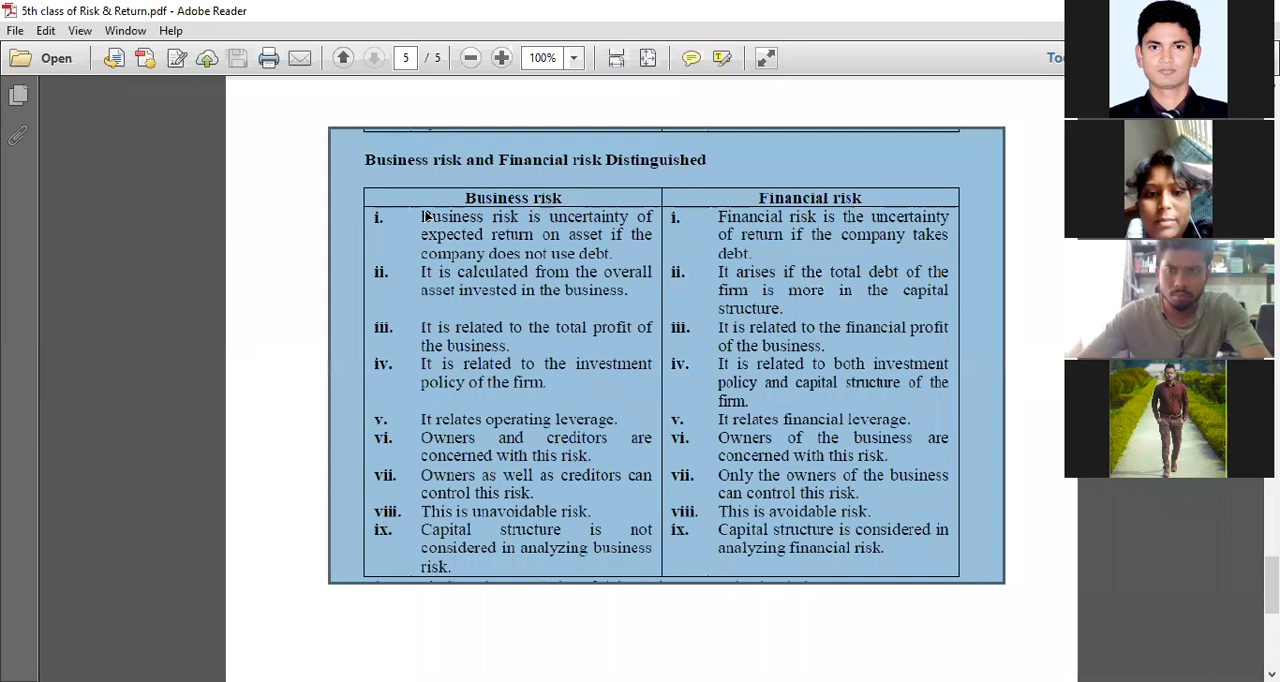 5th class of Risk & Return.pdf - Adobe Reader
File Edit View Window Help
Open 5 / 5 100%
Business risk and Financial risk Distinguished
Business risk
Financial risk
i. Business risk is uncertainty of
expected return on asset if the
company does not use debt.
ii. It is calculated from the overall
asset invested in the business.
iii. It is related to the total profit of
the business.
iv. It is related to the investment
policy of the firm.
v. It relates operating leverage.
vi. Owners and creditors are
concerned with this risk.
vii. Owners as well as creditors can
control this risk.
viii. This is unavoidable risk.
ix. Capital structure is not
considered in analyzing business
risk.
i. Financial risk is the uncertainty
of return if the company takes
debt.
ii. It arises if the total debt of the
firm is more in the capital
structure.
iii. It is related to the financial profit
of the business.
iv. It is related to both investment
policy and capital structure of the
firm.
v. It relates financial leverage.
vi. Owners of the business are
concerned with this risk.
vii. Only the owners of the business
can control this risk.
viii. This is avoidable risk.
ix. Capital structure is considered in
analyzing financial risk.